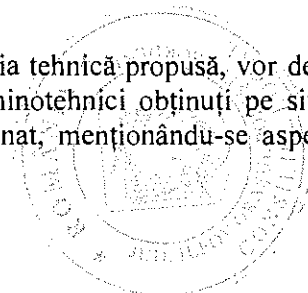 ia tehnică propusă, vor de
ninotehnici obținuți pe si
nat, menționându-se aspe